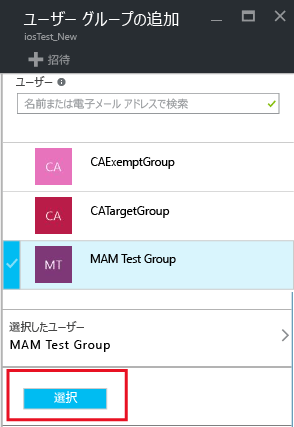 ユーザー グループの追加
iosTest_New
招待
ユーザー
名前または電子メール アドレスで検索
CA
CAExemptGroup
CA
CATargetGroup
MT
MAM Test Group
選択したユーザー
MAM Test Group
選択